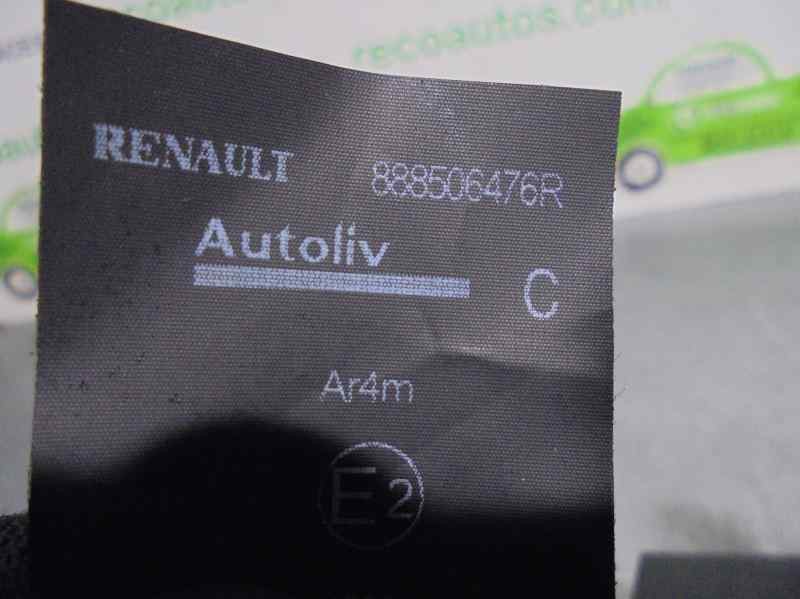 recoautos.com
RENAULT
888506476R
Autoliv
C
Ar4m
E2